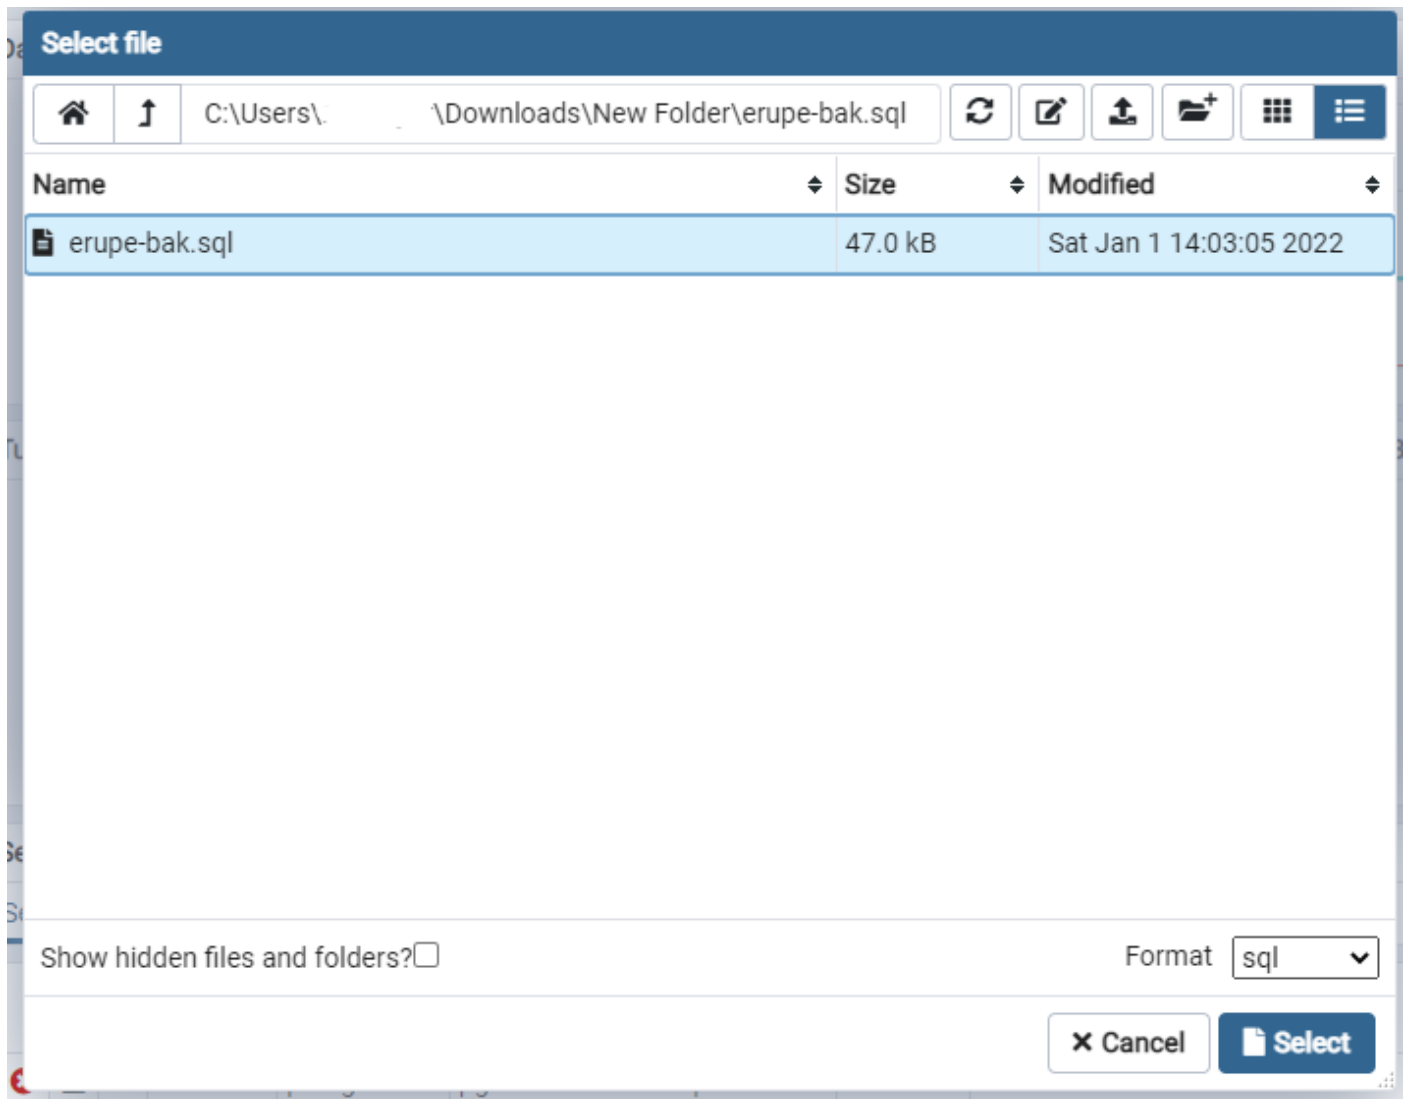 Select file
C:\Users\ \Downloads\New Folder\erupe-bak.sql
Name Size Modified
erupe-bak.sql 47.0 kB Sat Jan 1 14:03:05 2022
Show hidden files and folders? Format sql
Cancel Select